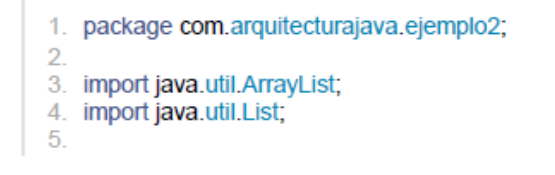 1. package com.arquitecturajava.ejemplo2;
2.
3. import java.util.ArrayList;
4. import java.util.List;
5.